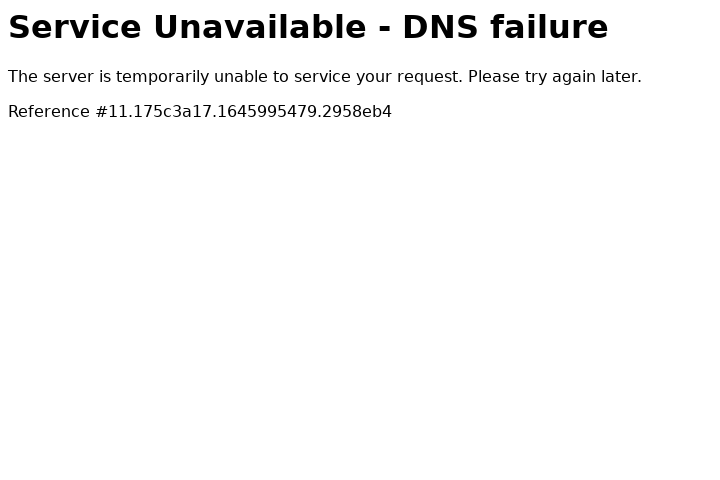 Service Unavailable - DNS failure
The server is temporarily unable to service your request. Please try again later.
Reference #11.175c3a17.1645995479.2958eb4